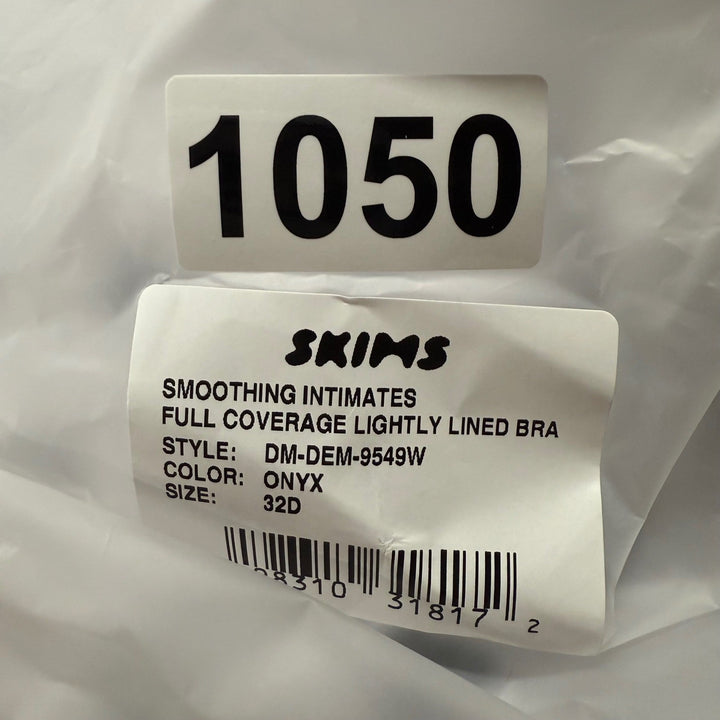 1050
SKIMS
SMOOTHING INTIMATES
FULL COVERAGE LIGHTLY LINED BRA
STYLE: DM-DEM-9549W
COLOR: ONYX
SIZE: 32D
31817 2